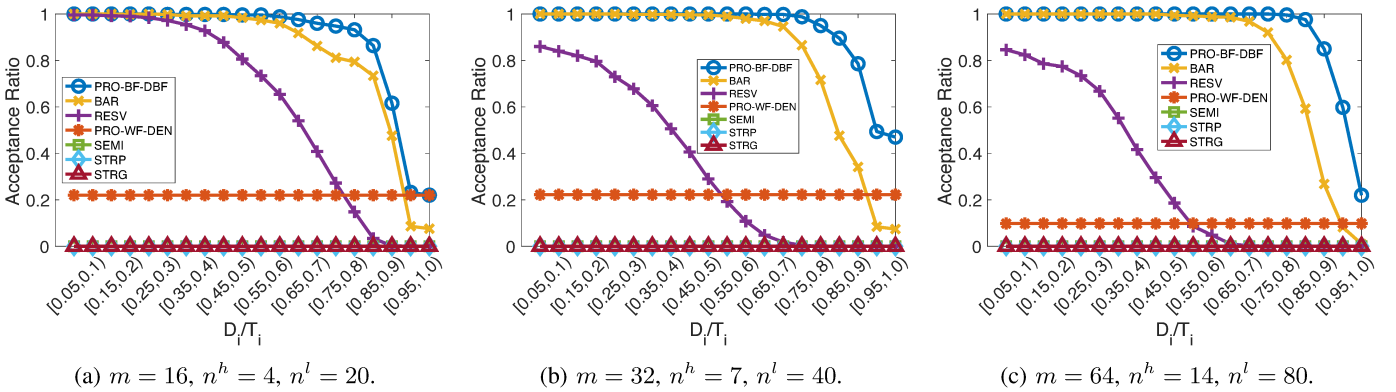 Acceptance Ratio
1
0.8
0.6
0.4
0.2
0
PRO-BF-DBF
BAR
RESV
PRO-WF-DEN
SEMI
STRP
STRG
[0.05,0.1)
[0.15,0.2)
[0.25,0.3)
[0.35,0.4)
[0.45,0.5)
[0.55,0.6)
[0.65,0.7)
[0.75,0.8)
[0.85,0.9)
[0.95,1.0)
D_i/T_i
(a) m = 16, n^h = 4, n^l = 20.
Acceptance Ratio
1
0.8
0.6
0.4
0.2
0
PRO-BF-DBF
BAR
RESV
PRO-WF-DEN
SEMI
STRP
STRG
[0.05,0.1)
[0.15,0.2)
[0.25,0.3)
[0.35,0.4)
[0.45,0.5)
[0.55,0.6)
[0.65,0.7)
[0.75,0.8)
[0.85,0.9)
[0.95,1.0)
D_i/T_i
(b) m = 32, n^h = 7, n^l = 40.
Acceptance Ratio
1
0.8
0.6
0.4
0.2
0
PRO-BF-DBF
BAR
RESV
PRO-WF-DEN
SEMI
STRP
STRG
[0.05,0.1)
[0.15,0.2)
[0.25,0.3)
[0.35,0.4)
[0.45,0.5)
[0.55,0.6)
[0.65,0.7)
[0.75,0.8)
[0.85,0.9)
[0.95,1.0)
D_i/T_i
(c) m = 64, n^h = 14, n^l = 80.